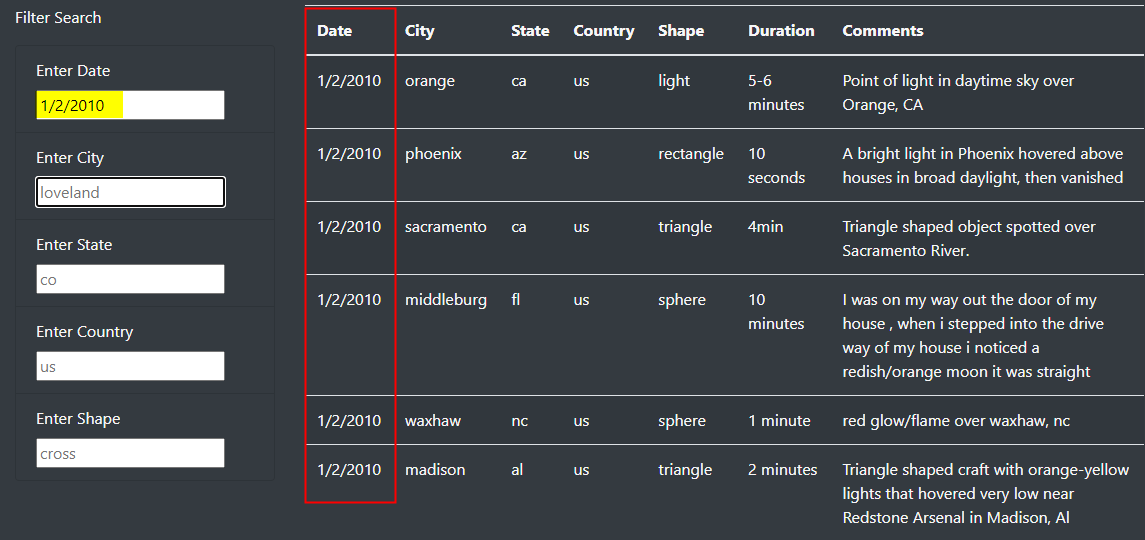 Filter Search
Enter Date
1/2/2010
Enter City
loveland
Enter State
co
Enter Country
us
Enter Shape
cross
Date City State Country Shape Duration Comments
1/2/2010 orange ca us light 5-6 Point of light in daytime sky over
minutes Orange, CA
1/2/2010 phoenix az us rectangle 10 A bright light in Phoenix hovered above
seconds houses in broad daylight, then vanished
1/2/2010 sacramento ca us triangle 4min Triangle shaped object spotted over
Sacramento River.
1/2/2010 middleburg fl us sphere 10 I was on my way out the door of my
minutes house , when i stepped into the drive
way of my house i noticed a
redish/orange moon it was straight
1/2/2010 waxhaw nc us sphere 1 minute red glow/flame over waxhaw, nc
1/2/2010 madison al us triangle 2 minutes Triangle shaped craft with orange-yellow
lights that hovered very low near
Redstone Arsenal in Madison, Al